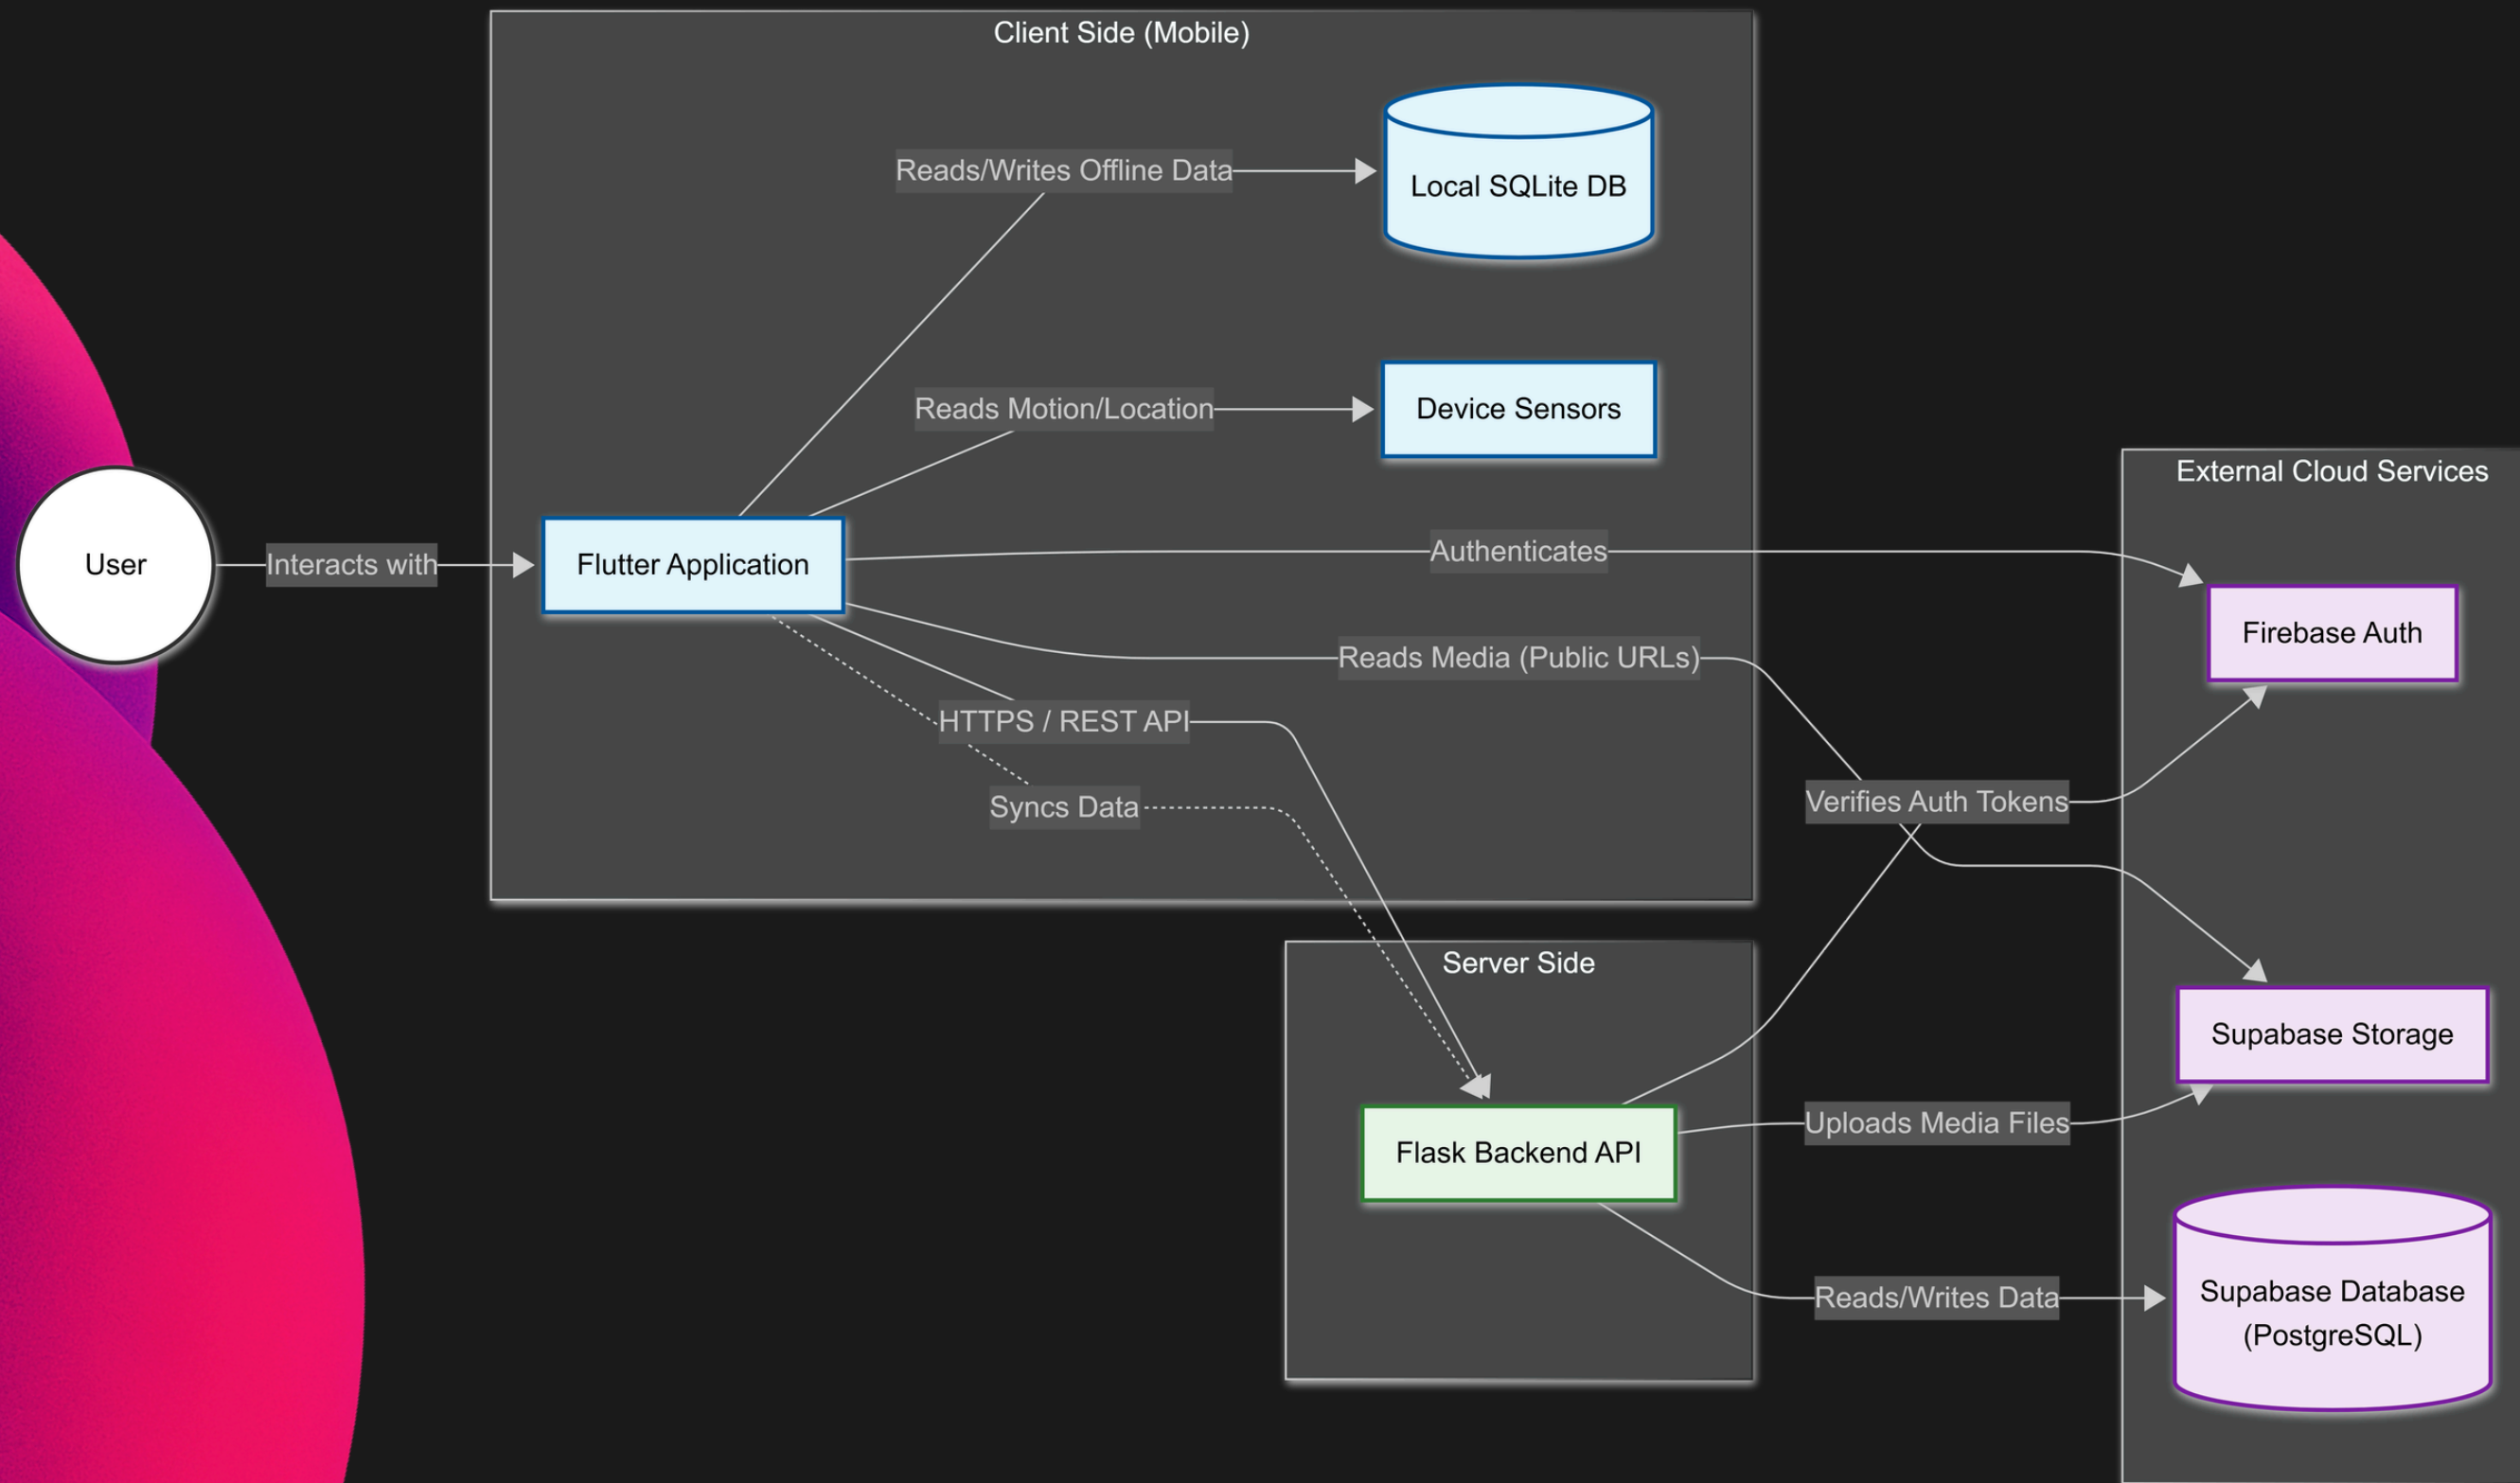 Client Side (Mobile)
Reads/Writes Offline Data
Local SQLite DB
Reads Motion/Location
Device Sensors
External Cloud Services
User
Interacts with
Flutter Application
Authenticates
Firebase Auth
Reads Media (Public URLs)
HTTPS / REST API
Syncs Data
Verifies Auth Tokens
Server Side
Supabase Storage
Flask Backend API
Uploads Media Files
Reads/Writes Data
Supabase Database
(PostgreSQL)